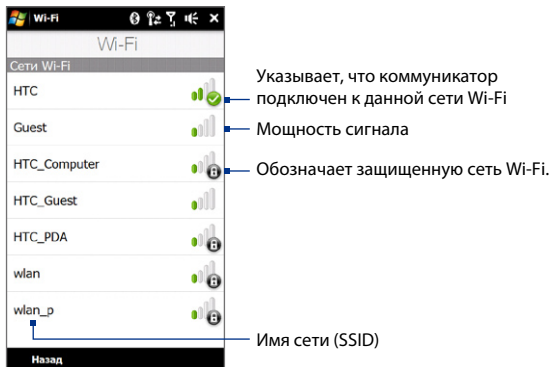 Wi-Fi
Wi-Fi
Сети Wi-Fi
HTC
Guest
HTC_Computer
HTC_Guest
HTC_PDA
wlan
wlan_p
Назад
Указывает, что коммуникатор
подключен к данной сети Wi-Fi
Мощность сигнала
Обозначает защищенную сеть Wi-Fi.
Имя сети (SSID)